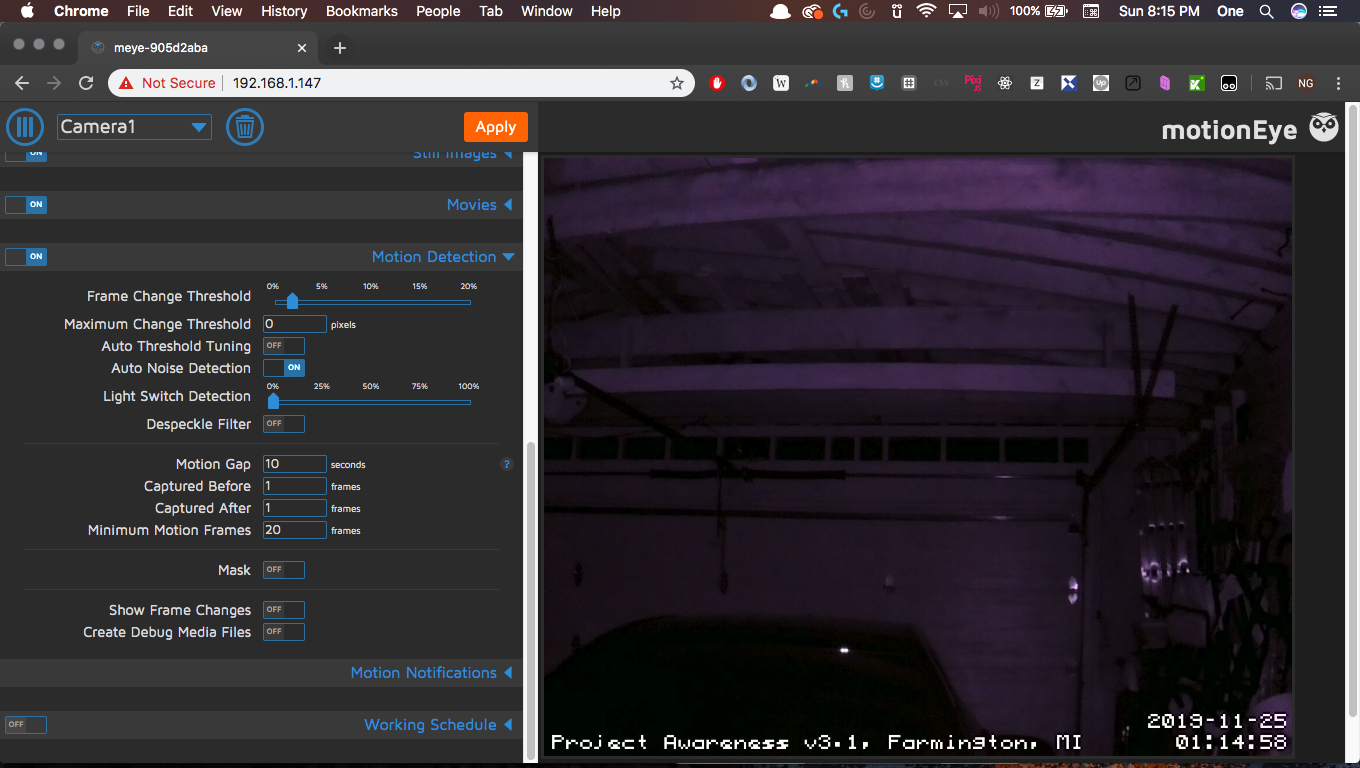 Chrome File Edit View History Bookmarks People Tab Window Help 100% Sun 8:15 PM One
meye-905d2aba
Not Secure 192.168.1.147
NG
Camera1
Apply
motionEye
ON Still Images
ON Movies
ON Motion Detection
0% 5% 10% 15% 20%
Frame Change Threshold
Maximum Change Threshold 0 pixels
Auto Threshold Tuning OFF
Auto Noise Detection ON
0% 25% 50% 75% 100%
Light Switch Detection
Despeckle Filter OFF
Motion Gap 10 seconds ?
Captured Before 1 frames
Captured After 1 frames
Minimum Motion Frames 20 frames
Mask OFF
Show Frame Changes OFF
Create Debug Media Files OFF
Motion Notifications
OFF Working Schedule
2019-11-25
Project Awareness v3.1, Farmington, MI 01:14:58